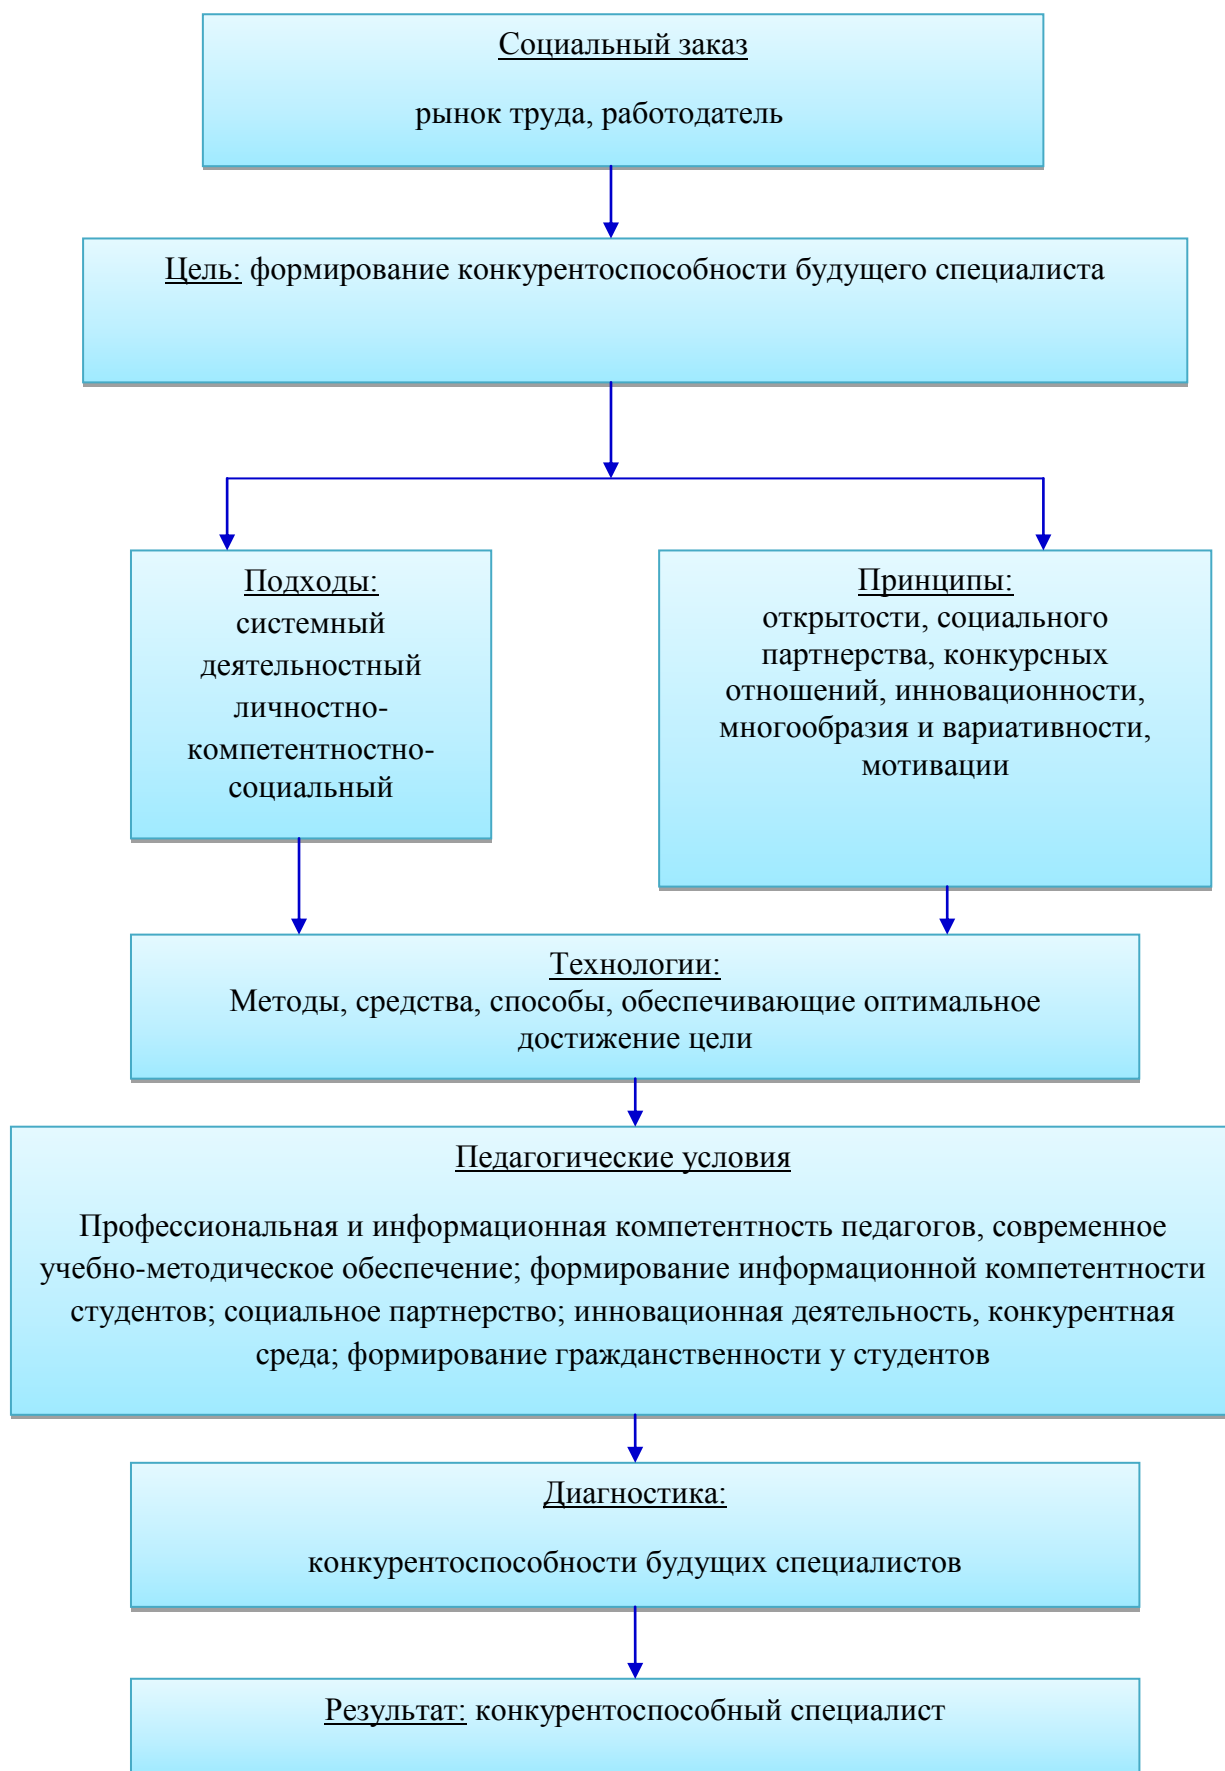 Социальный заказ
рынок труда, работодатель
Цель: формирование конкурентоспособности будущего специалиста
Подходы:
системный
деятельностный
личностно-
компетентностно-
социальный
Принципы:
открытости, социального
партнерства, конкурсных
отношений, инновационности,
многообразия и вариативности,
мотивации
Технологии:
Методы, средства, способы, обеспечивающие оптимальное
достижение цели
Педагогические условия
Профессиональная и информационная компетентность педагогов, современное
учебно-методическое обеспечение; формирование информационной компетентности
студентов; социальное партнерство; инновационная деятельность, конкурентная
среда; формирование гражданственности у студентов
Диагностика:
конкурентоспособности будущих специалистов
Результат: конкурентоспособный специалист